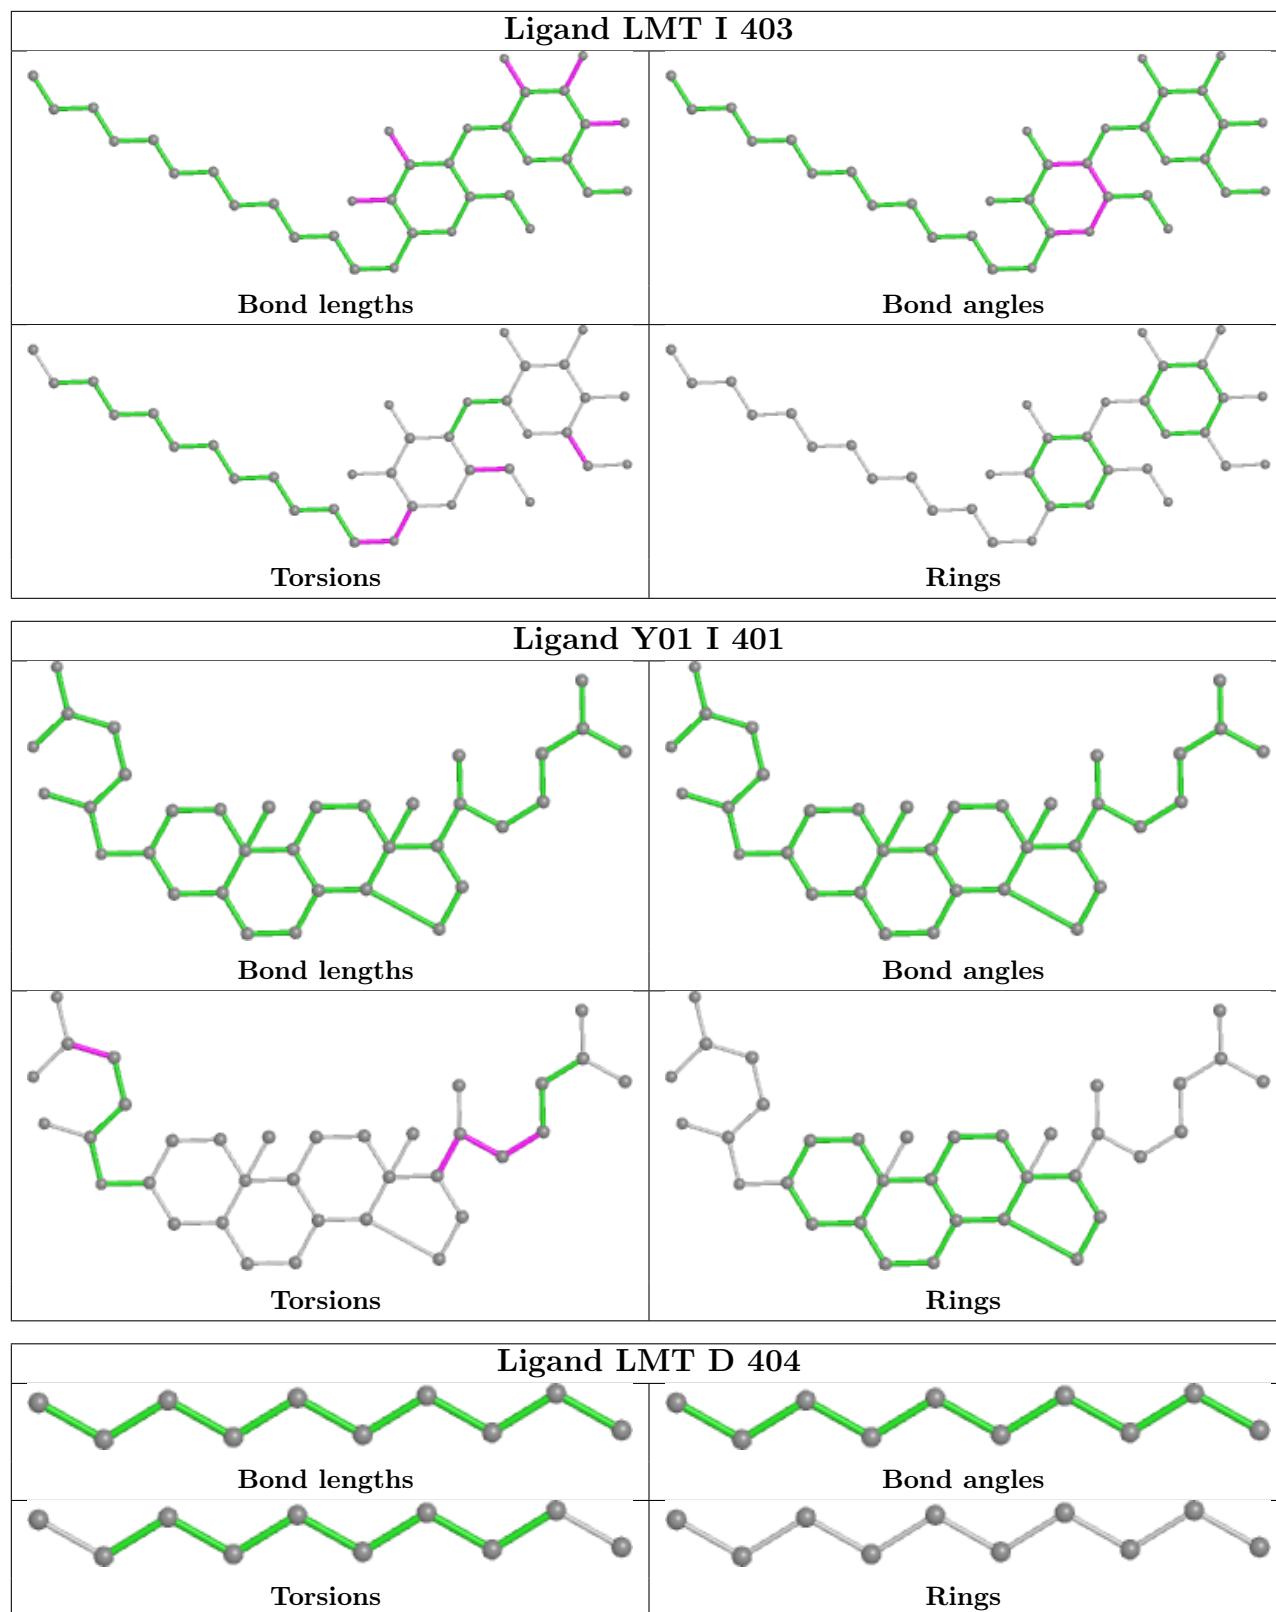 Ligand LMT I 403
Bond lengths
Bond angles
Torsions
Rings
Ligand Y01 I 401
Bond lengths
Bond angles
Torsions
Rings
Ligand LMT D 404
Bond lengths
Bond angles
Torsions
Rings